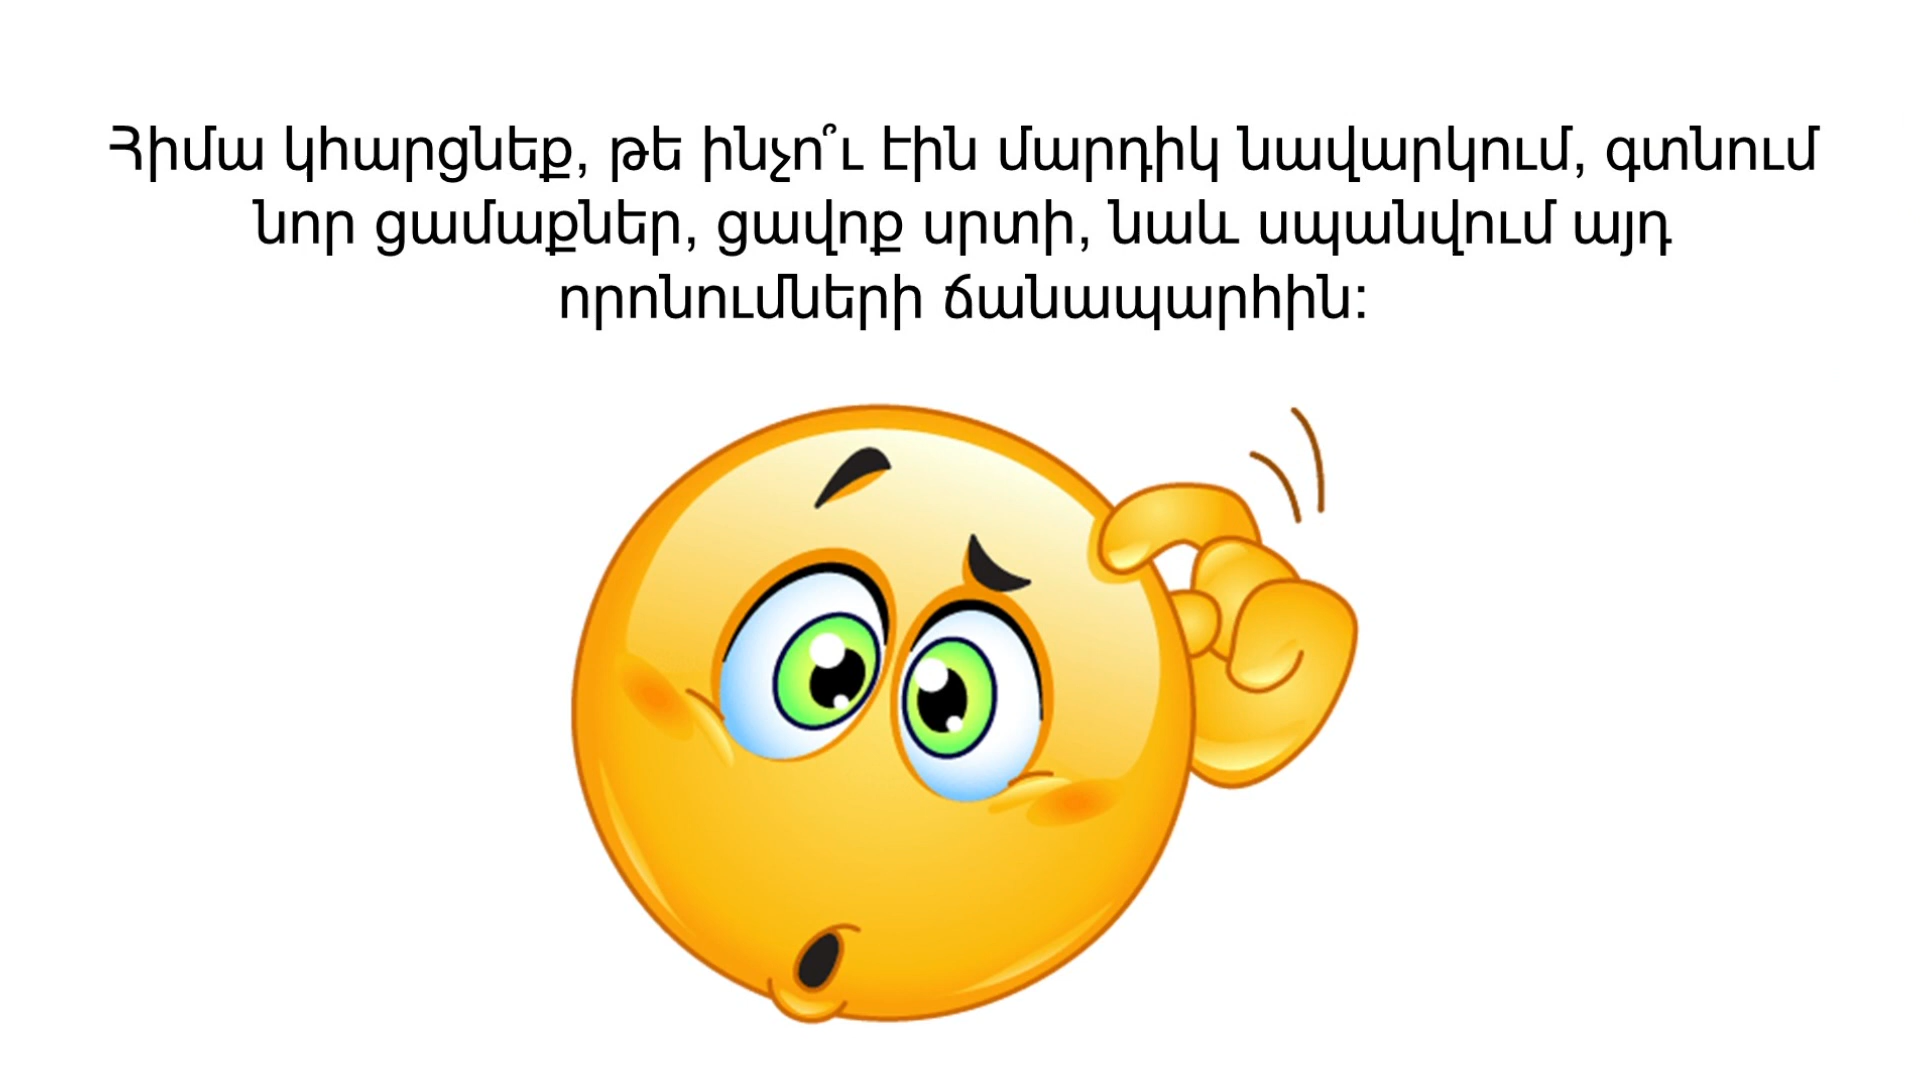 Հիմա կհարցնեք, թե ինչո՞ւ էին մարդիկ նավարկում, գտնում
նոր ցամաքներ, ցավոք սրտի, նաև սպանվում այդ
որոնումների ճանապարհին: